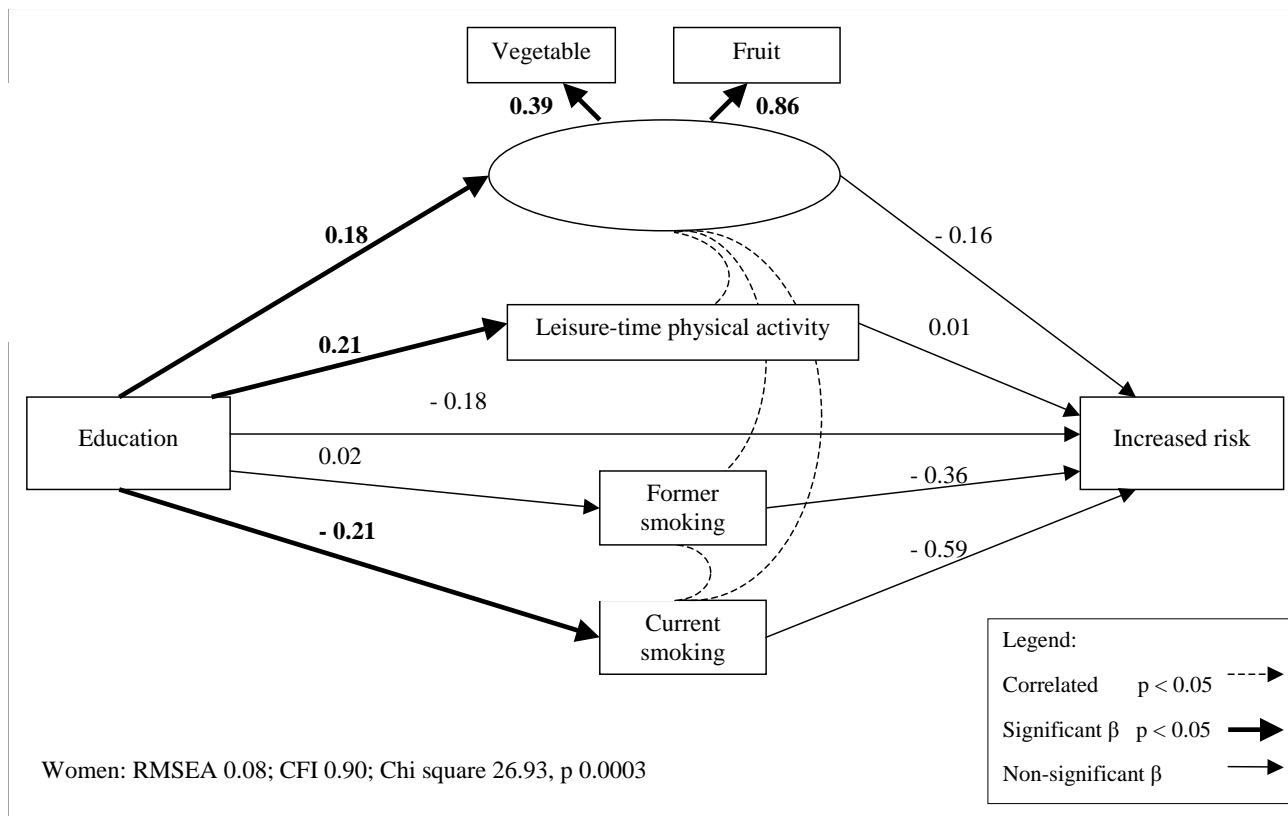 Vegetable
Fruit
0.39
0.86
0.18
- 0.16
Leisure-time physical activity
0.01
0.21
- 0.18
Education
Increased risk
0.02
Former
smoking
- 0.36
- 0.21
- 0.59
Current
smoking
Legend:
Correlated p < 0.05
Significant β p < 0.05
Non-significant β
Women: RMSEA 0.08; CFI 0.90; Chi square 26.93, p 0.0003